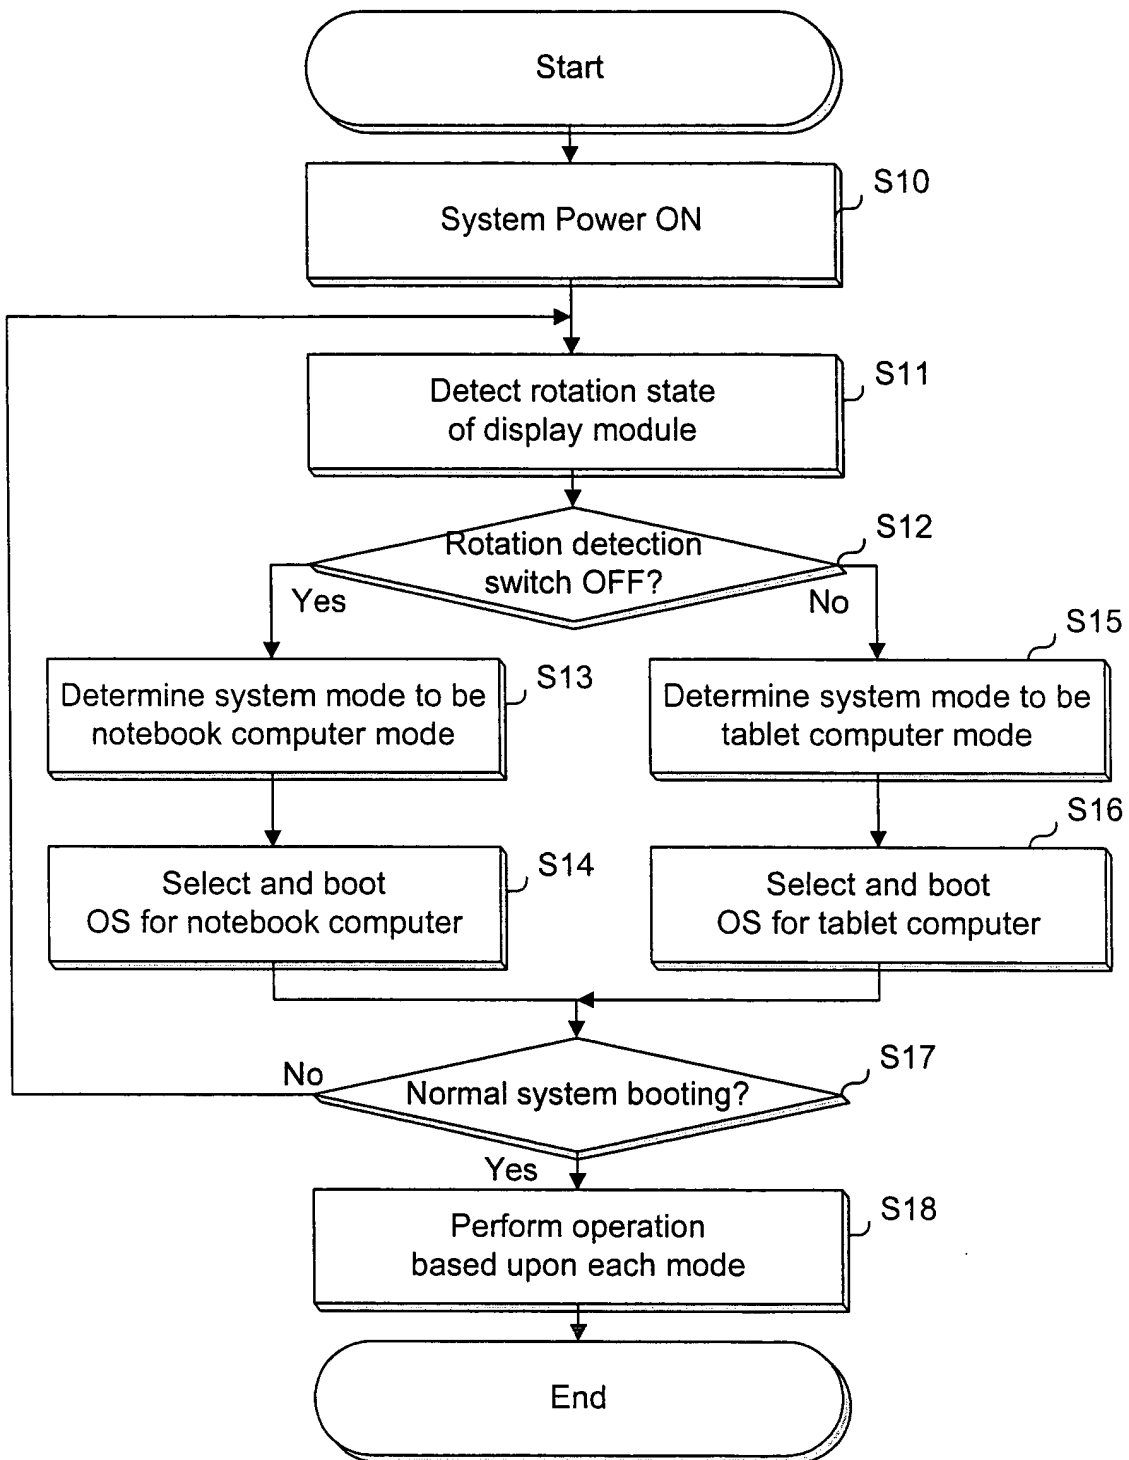 Start
S10
System Power ON
S11
Detect rotation state
of display module
S12
Rotation detection
switch OFF?
Yes
No
S13
Determine system mode to be
notebook computer mode
S15
Determine system mode to be
tablet computer mode
S14
Select and boot
OS for notebook computer
S16
Select and boot
OS for tablet computer
S17
Normal system booting?
No
Yes
S18
Perform operation
based upon each mode
End